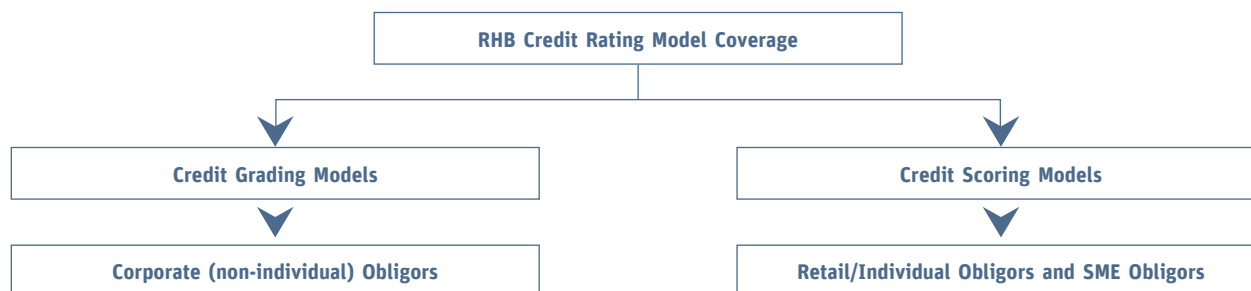 RHB Credit Rating Model Coverage
Credit Grading Models
Credit Scoring Models
Corporate (non-individual) Obligors
Retail/Individual Obligors and SME Obligors